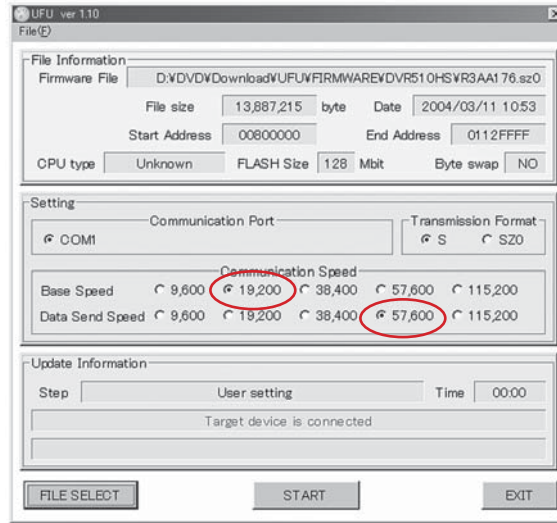 UFU ver 1.10
File(F)
File Information
Firmware File D:¥DVD¥Download¥UFU¥FIRMWARE¥DVR510HS¥R3AA176.sz0
File size 13,887,215 byte Date 2004/03/11 10:53
Start Address 00800000 End Address 0112FFFF
CPU type Unknown FLASH Size 128 Mbit Byte swap NO
Setting
Communication Port Transmission Format
COM1 S SZ0
Communication Speed
Base Speed 9,600 19,200 38,400 57,600 115,200
Data Send Speed 9,600 19,200 38,400 57,600 115,200
Update Information
Step User setting Time 00:00
Target device is connected
FILE SELECT START EXIT